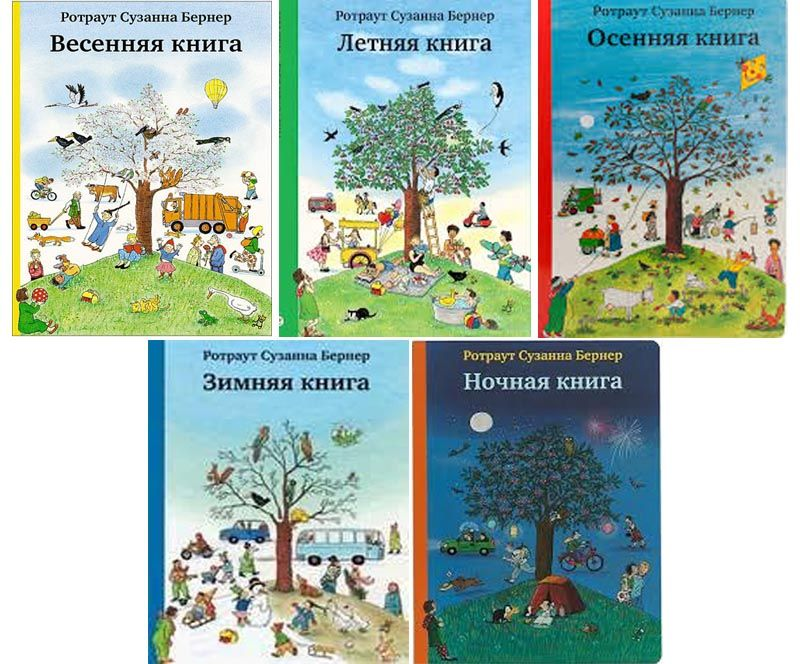 Ротраут Сузанна Бернер
Весенняя книга
Ротраут Сузанна Бернер
Летняя книга
Ротраут Сузанна Бернер
Осенняя книга
Ротраут Сузанна Бернер
Зимняя книга
Ротраут Сузанна Бернер
Ночная книга